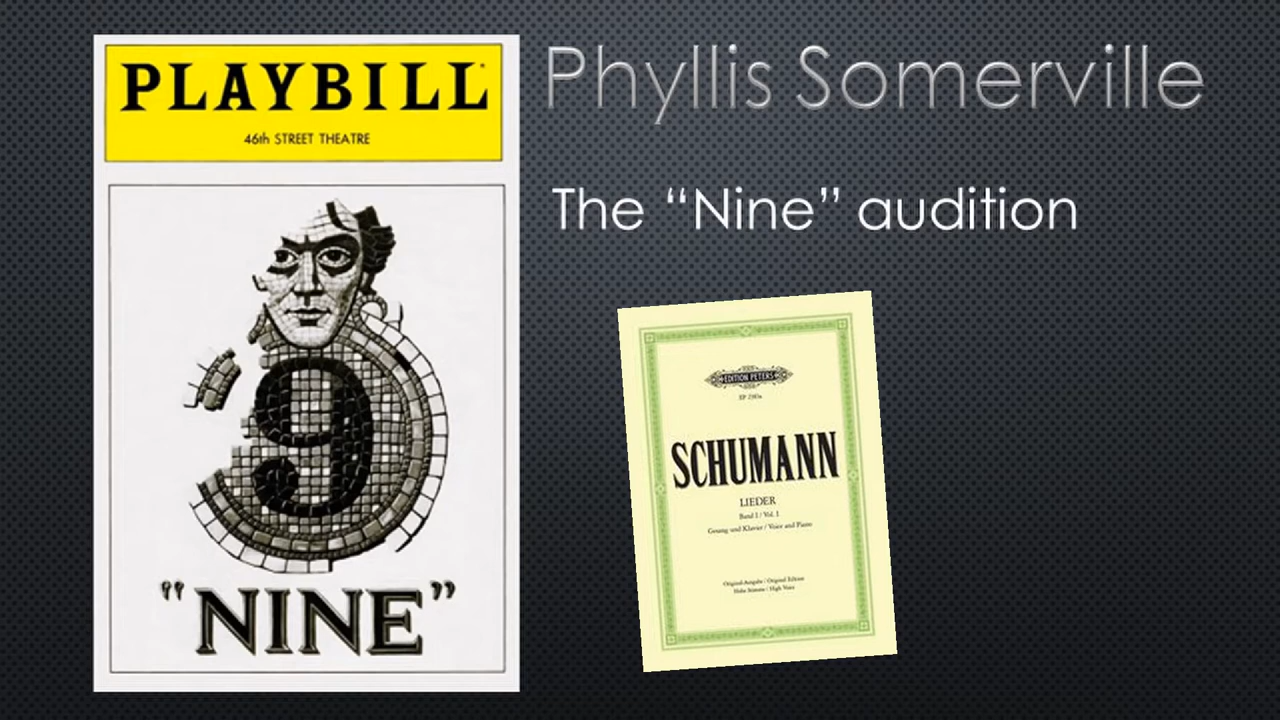 PLAYBILL
46th STREET THEATRE
9
"NINE"
Phyllis Somerville
The “Nine” audition
EDITION PETERS
SCHUMANN
LIEDER
Band I / Vol. I
Gesang und Klavier / Voice and Piano
Original-Ausgabe / Original Edition
Hohe Stimme / High Voice